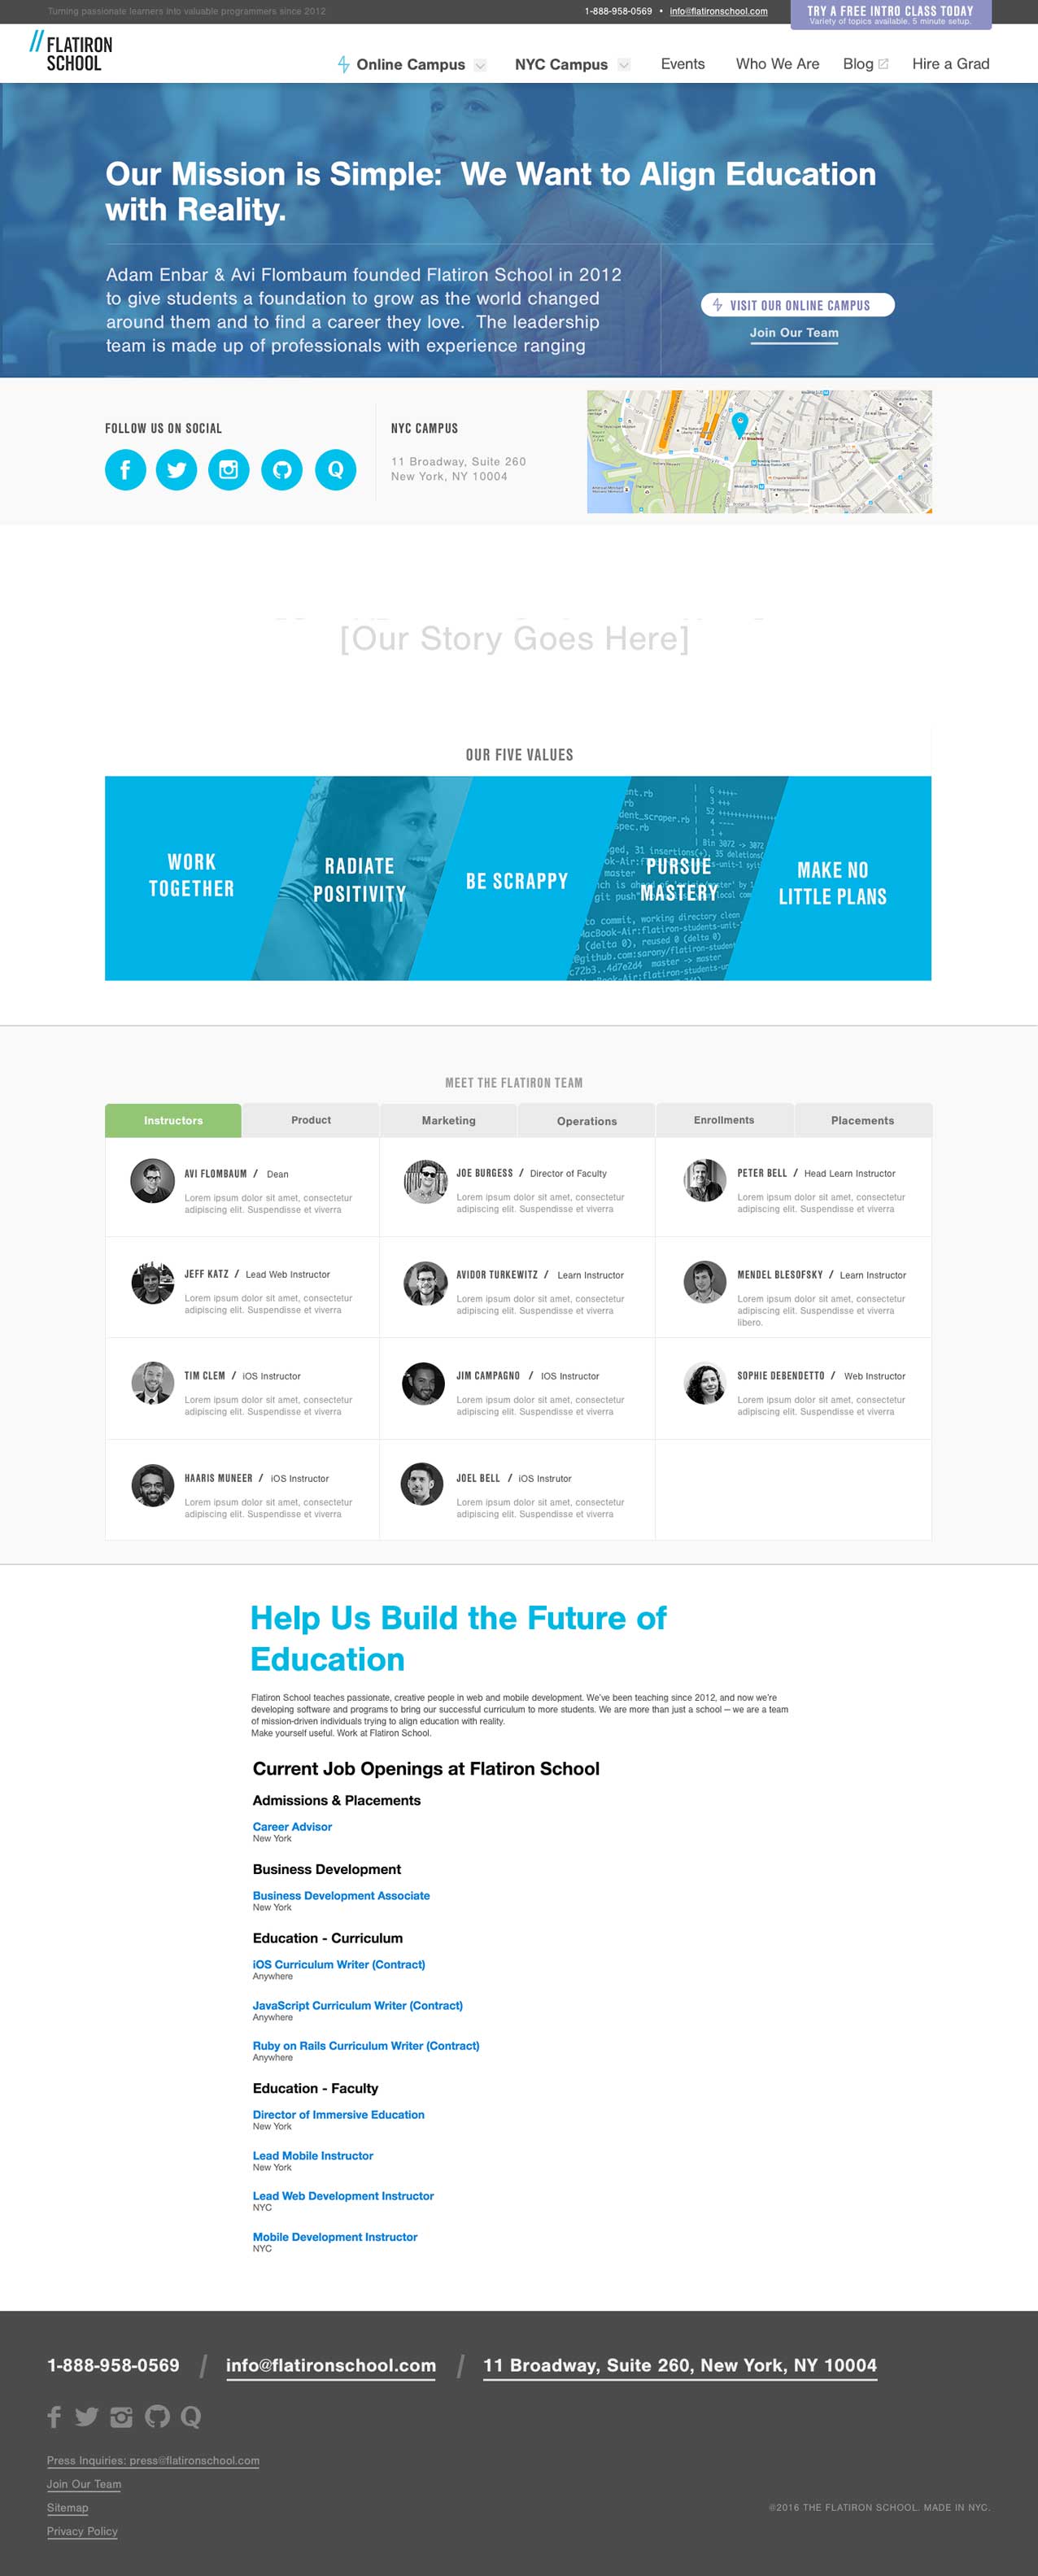 Turning passionate learners into valuable programmers since 2012
1-888-958-0569 • info@flatironschool.com
TRY A FREE INTRO CLASS TODAY
Variety of topics available. 5 minute setup.
// FLATIRON
SCHOOL
Online Campus
NYC Campus
Events
Who We Are
Blog
Hire a Grad
Our Mission is Simple: We Want to Align Education
with Reality.
Adam Enbar & Avi Flombaum founded Flatiron School in 2012
to give students a foundation to grow as the world changed
around them and to find a career they love. The leadership
team is made up of professionals with experience ranging
VISIT OUR ONLINE CAMPUS
Join Our Team
FOLLOW US ON SOCIAL
NYC CAMPUS
11 Broadway, Suite 260
New York, NY 10004
[Our Story Goes Here]
OUR FIVE VALUES
WORK
TOGETHER
RADIATE
POSITIVITY
BE SCRAPPY
PURSUE
MASTERY
MAKE NO
LITTLE PLANS
MEET THE FLATIRON TEAM
Instructors
Product
Marketing
Operations
Enrollments
Placements
AVI FLOMBAUM / Dean
Lorem ipsum dolor sit amet, consectetur
adipiscing elit. Suspendisse et viverra
JOE BURGESS / Director of Faculty
Lorem ipsum dolor sit amet, consectetur
adipiscing elit. Suspendisse et viverra
PETER BELL / Head Learn Instructor
Lorem ipsum dolor sit amet, consectetur
adipiscing elit. Suspendisse et viverra
JEFF KATZ / Lead Web Instructor
Lorem ipsum dolor sit amet, consectetur
adipiscing elit. Suspendisse et viverra
AVIDOR TURKEWITZ / Learn Instructor
Lorem ipsum dolor sit amet, consectetur
adipiscing elit. Suspendisse et viverra
MENDEL BLESOFSKY / Learn Instructor
Lorem ipsum dolor sit amet, consectetur
adipiscing elit. Suspendisse et viverra
libero.
TIM CLEM / iOS Instructor
Lorem ipsum dolor sit amet, consectetur
adipiscing elit. Suspendisse et viverra
JIM CAMPAGNO / IOS Instructor
Lorem ipsum dolor sit amet, consectetur
adipiscing elit. Suspendisse et viverra
SOPHIE DEBENDETTO / Web Instructor
Lorem ipsum dolor sit amet, consectetur
adipiscing elit. Suspendisse et viverra
HAARIS MUNEER / iOS Instructor
Lorem ipsum dolor sit amet, consectetur
adipiscing elit. Suspendisse et viverra
JOEL BELL / iOS Instrutor
Lorem ipsum dolor sit amet, consectetur
adipiscing elit. Suspendisse et viverra
Help Us Build the Future of
Education
Flatiron School teaches passionate, creative people in web and mobile development. We've been teaching since 2012, and now we're
developing software and programs to bring our successful curriculum to more students. We are more than just a school — we are a team
of mission-driven individuals trying to align education with reality.
Make yourself useful. Work at Flatiron School.
Current Job Openings at Flatiron School
Admissions & Placements
Career Advisor
New York
Business Development
Business Development Associate
New York
Education - Curriculum
iOS Curriculum Writer (Contract)
Anywhere
JavaScript Curriculum Writer (Contract)
Anywhere
Ruby on Rails Curriculum Writer (Contract)
Anywhere
Education - Faculty
Director of Immersive Education
New York
Lead Mobile Instructor
New York
Lead Web Development Instructor
NYC
Mobile Development Instructor
NYC
1-888-958-0569 / info@flatironschool.com / 11 Broadway, Suite 260, New York, NY 10004
Press Inquiries: press@flatironschool.com
Join Our Team
Sitemap
Privacy Policy
©2016 THE FLATIRON SCHOOL. MADE IN NYC.